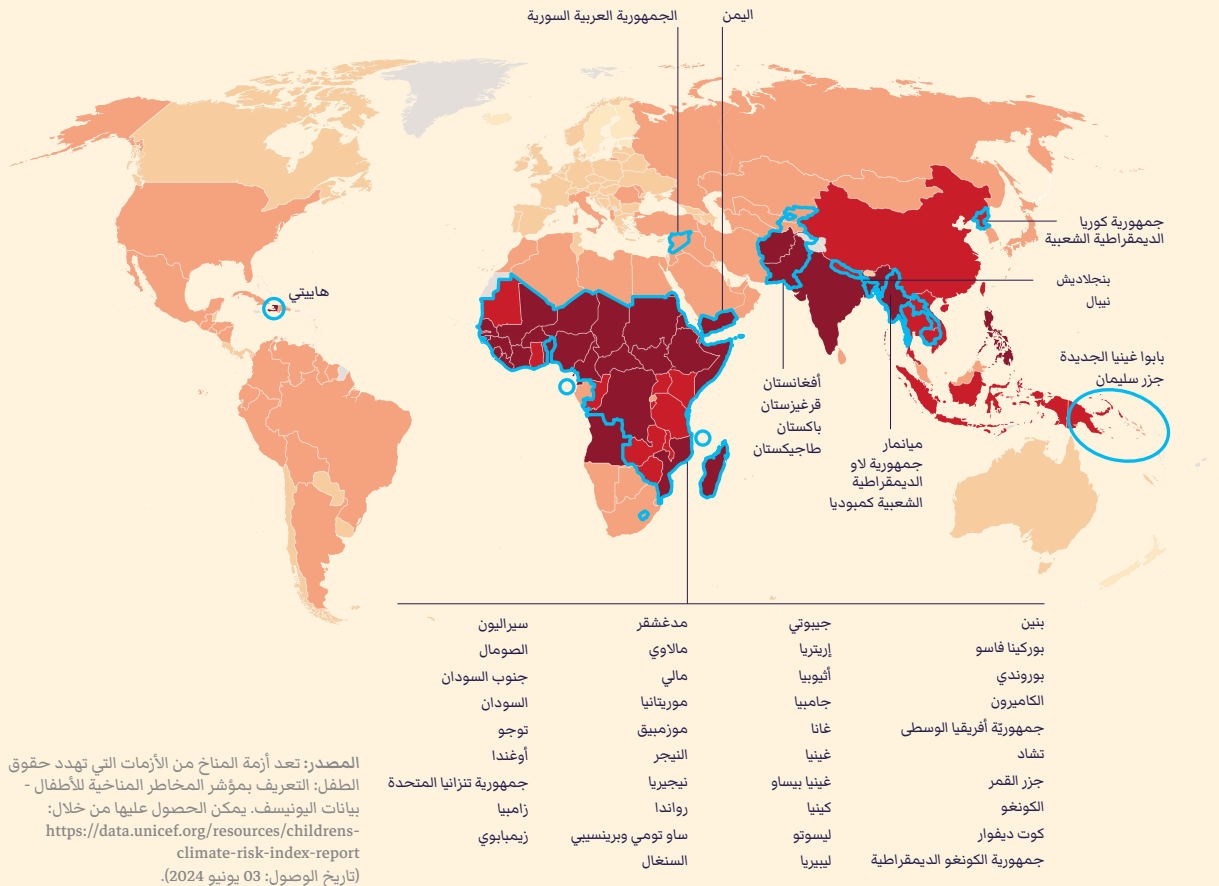 اليمن
الجمهورية العربية السورية
جمهورية كوريا
الديمقراطية الشعبية
بنجلاديش
نيبال
هاييتي
بابوا غينيا الجديدة
جزر سليمان
أفغانستان
قرغيزستان
باكستان
طاجيكستان
ميانمار
جمهورية لاو
الديمقراطية
الشعبية كمبوديا
بنين
بوركينا فاسو
بوروندي
الكاميرون
جمهوريّة أفريقيا الوسطى
تشاد
جزر القمر
الكونغو
كوت ديفوار
جمهورية الكونغو الديمقراطية
جيبوتي
إريتريا
أثيوبيا
جامبيا
غانا
غينيا
غينيا بيساو
كينيا
ليسوتو
ليبيريا
مدغشقر
مالاوي
مالي
موريتانيا
موزمبيق
النيجر
نيجيريا
رواندا
ساو تومي وبرينسيبي
السنغال
سيراليون
الصومال
جنوب السودان
السودان
توجو
أوغندا
جمهورية تنزانيا المتحدة
زامبيا
زيمبابوي
المصدر: تعد أزمة المناخ من الأزمات التي تهدد حقوق
الطفل: التعريف بمؤشر المخاطر المناخية للأطفال -
بيانات اليونيسف. يمكن الحصول عليها من خلال:
https://data.unicef.org/resources/childrens-
climate-risk-index-report
(تاريخ الوصول: 03 يونيو 2024).